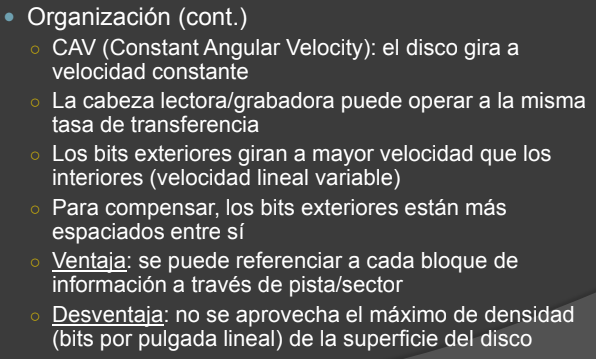 • Organización (cont.)
○ CAV (Constant Angular Velocity): el disco gira a
velocidad constante
○ La cabeza lectora/grabadora puede operar a la misma
tasa de transferencia
○ Los bits exteriores giran a mayor velocidad que los
interiores (velocidad lineal variable)
○ Para compensar, los bits exteriores están más
espaciados entre sí
○ Ventaja: se puede referenciar a cada bloque de
información a través de pista/sector
○ Desventaja: no se aprovecha el máximo de densidad
(bits por pulgada lineal) de la superficie del disco